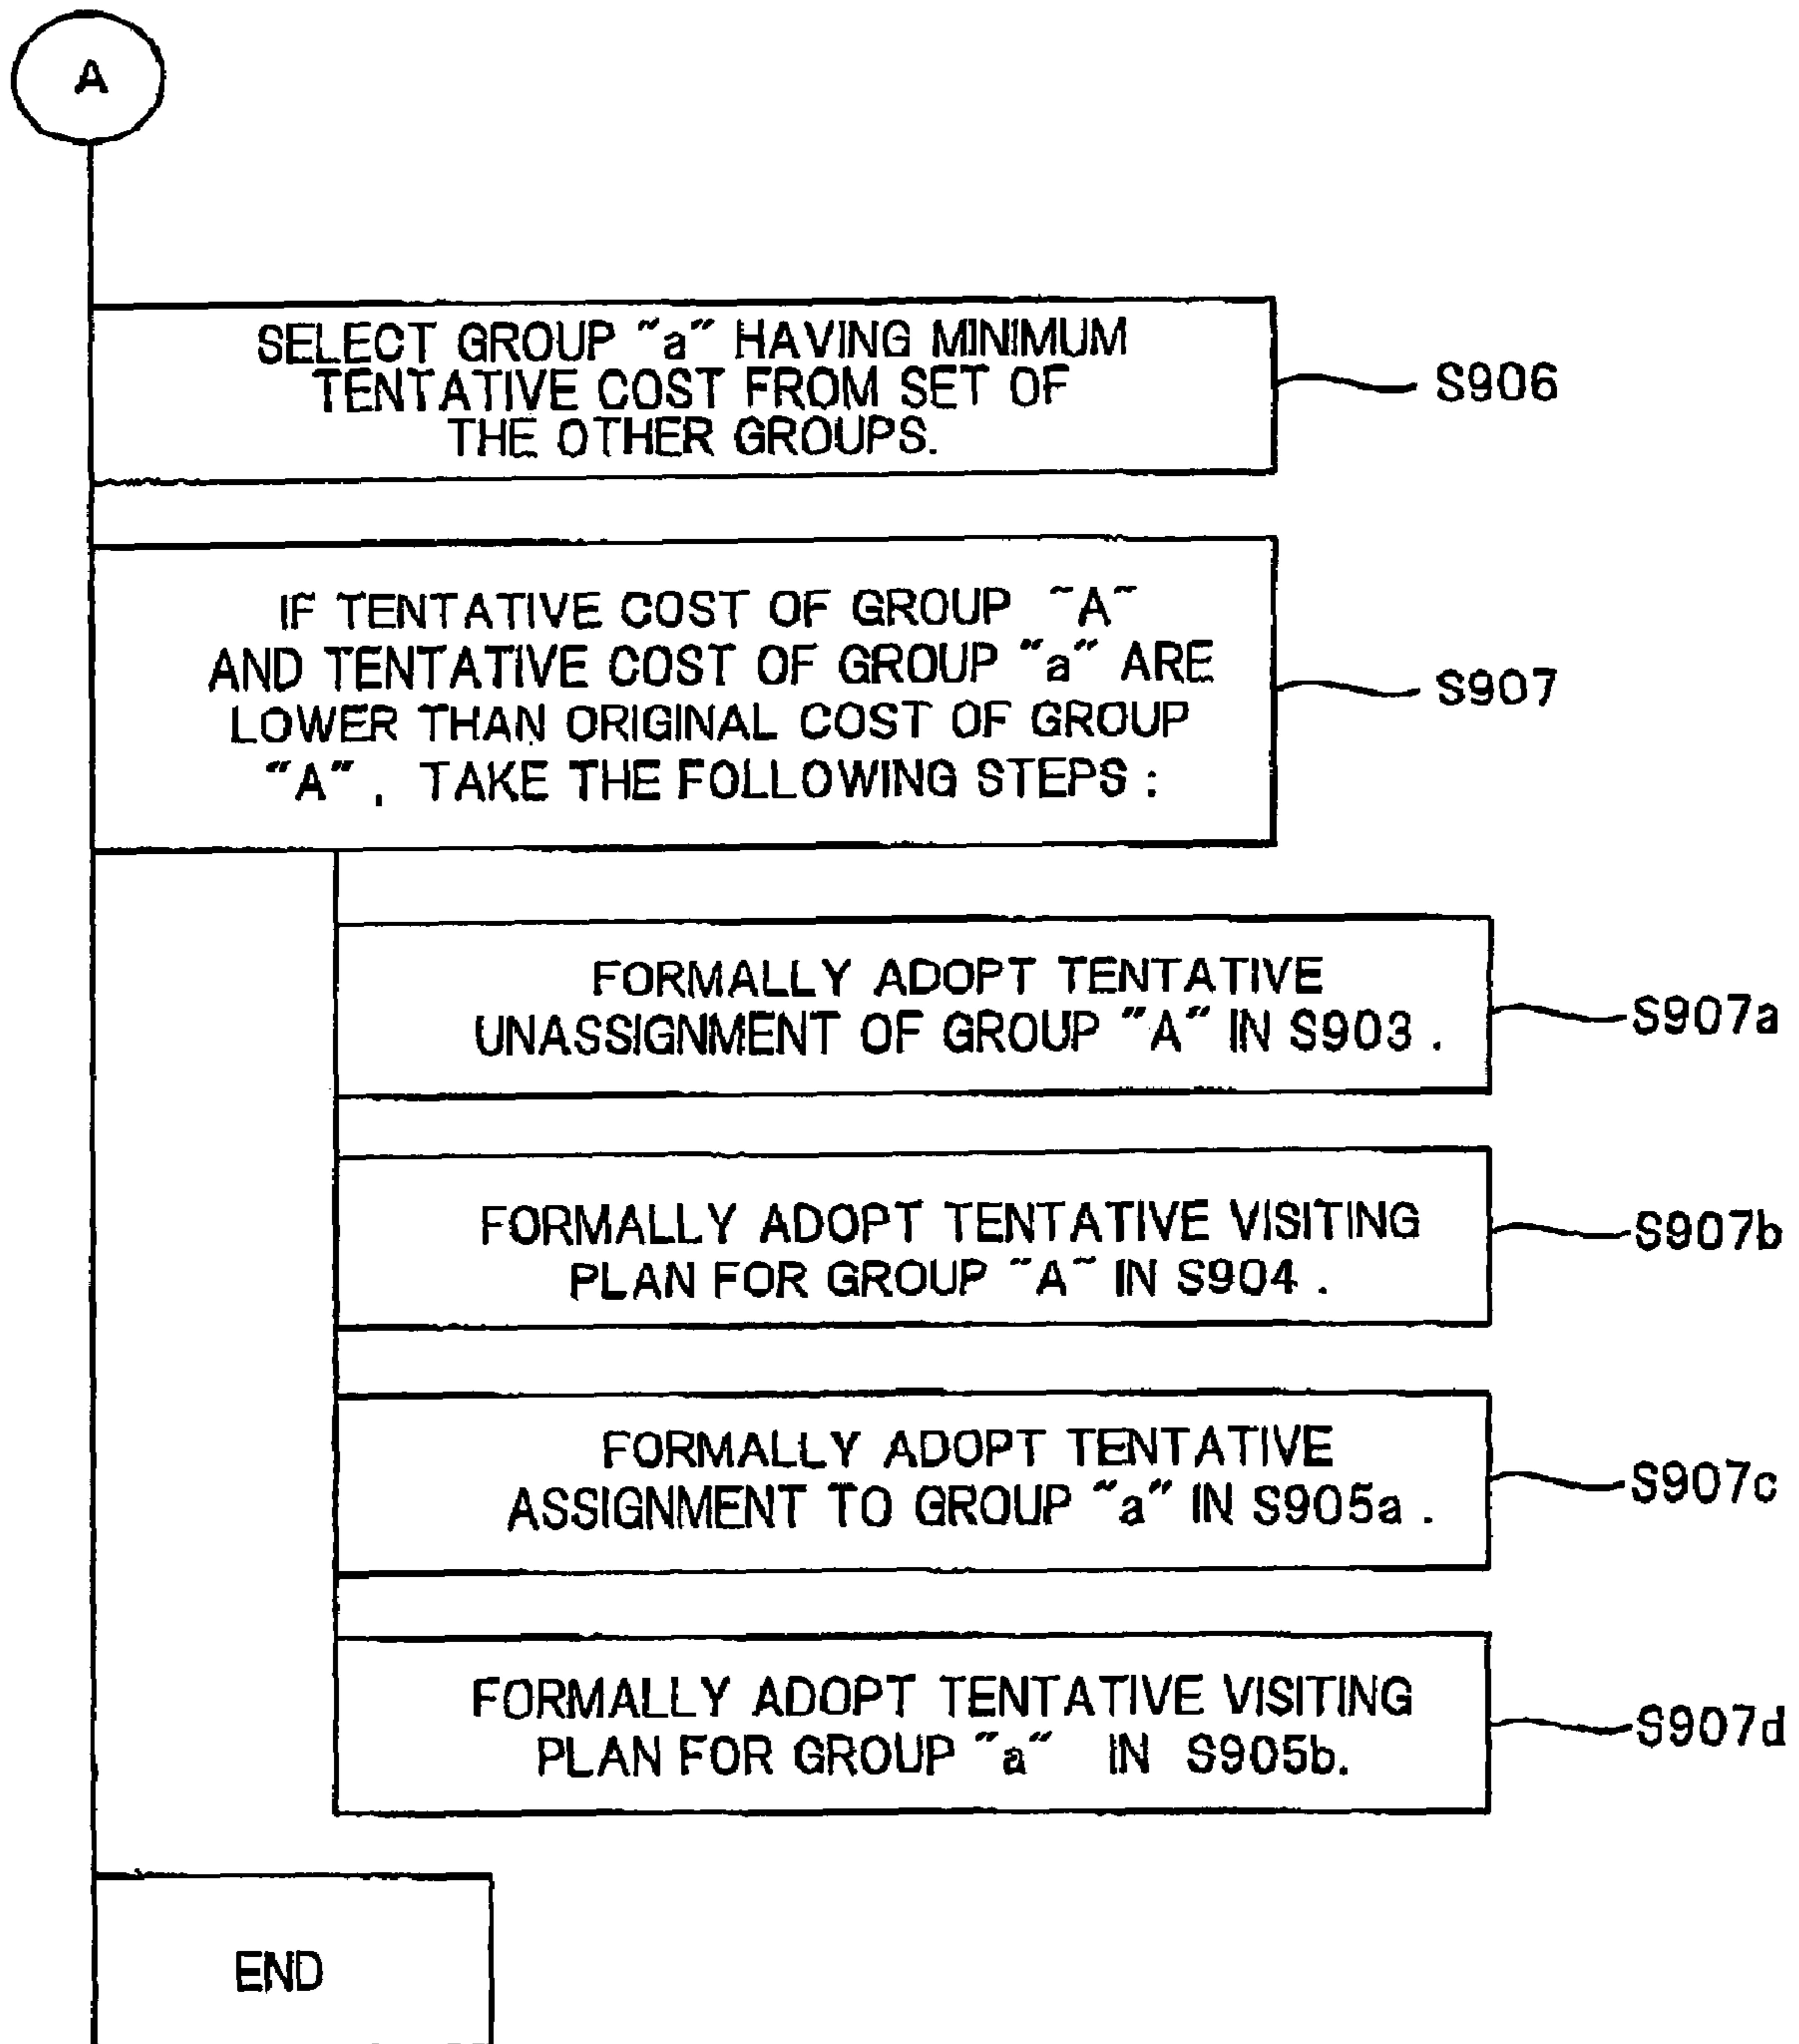 A
SELECT GROUP "a" HAVING MINIMUM
TENTATIVE COST FROM SET OF
THE OTHER GROUPS.
S906
IF TENTATIVE COST OF GROUP "A"
AND TENTATIVE COST OF GROUP "a" ARE
LOWER THAN ORIGINAL COST OF GROUP
"A", TAKE THE FOLLOWING STEPS :
S907
FORMALLY ADOPT TENTATIVE
UNASSIGNMENT OF GROUP "A" IN S903 .
S907a
FORMALLY ADOPT TENTATIVE VISITING
PLAN FOR GROUP "A" IN S904 .
S907b
FORMALLY ADOPT TENTATIVE
ASSIGNMENT TO GROUP "a" IN S905a .
S907c
FORMALLY ADOPT TENTATIVE VISITING
PLAN FOR GROUP "a" IN S905b.
S907d
END